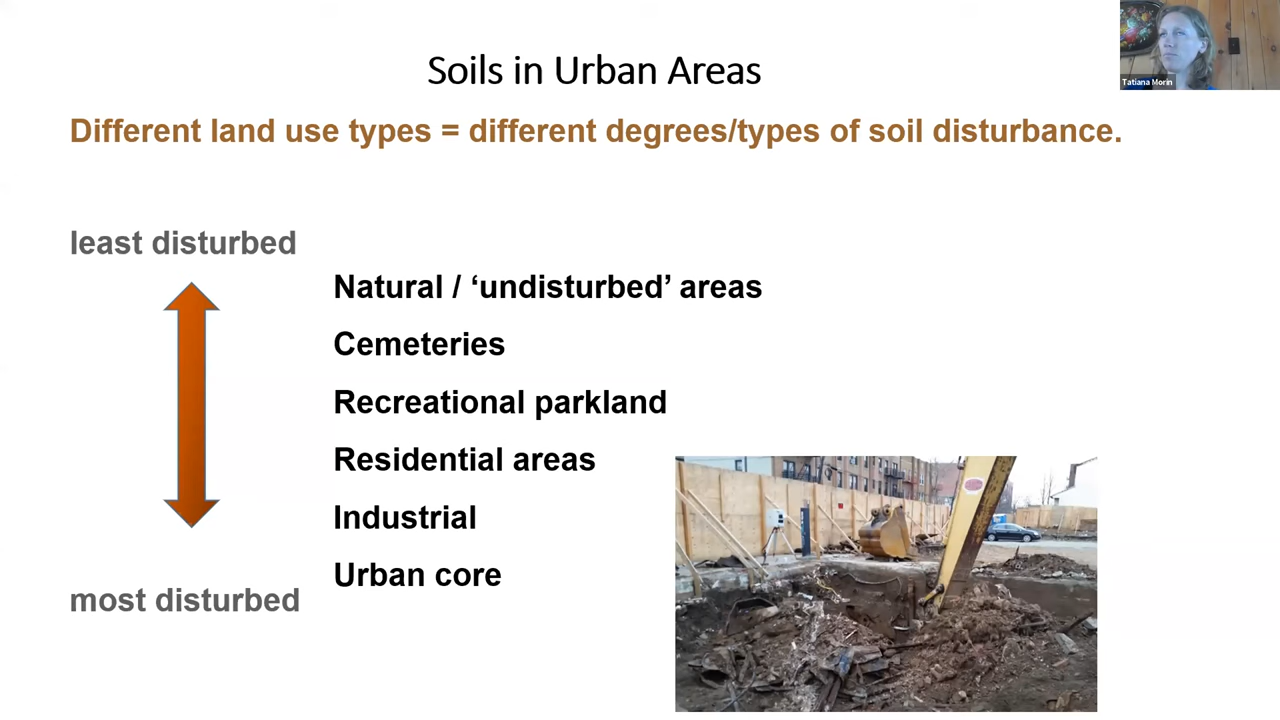 Soils in Urban Areas
Tatiana Morin
Different land use types = different degrees/types of soil disturbance.
least disturbed
Natural / ‘undisturbed’ areas
Cemeteries
Recreational parkland
Residential areas
Industrial
Urban core
most disturbed